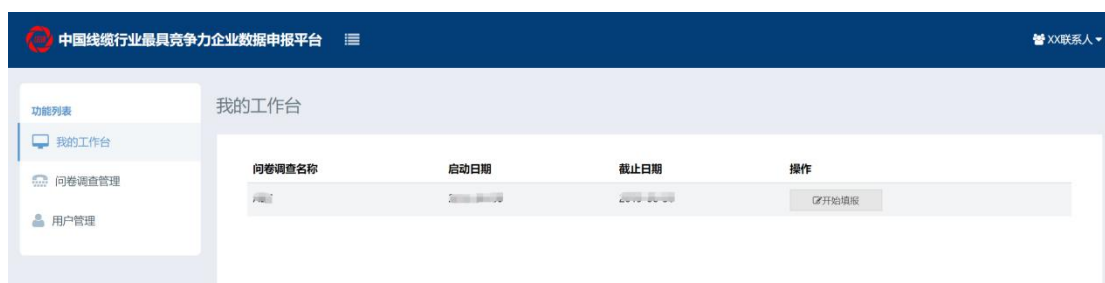 中国线缆行业最具竞争力企业数据申报平台
XX联系人
功能列表
我的工作台
问卷调查管理
用户管理
我的工作台
问卷调查名称 启动日期 截止日期 操作
开始填报